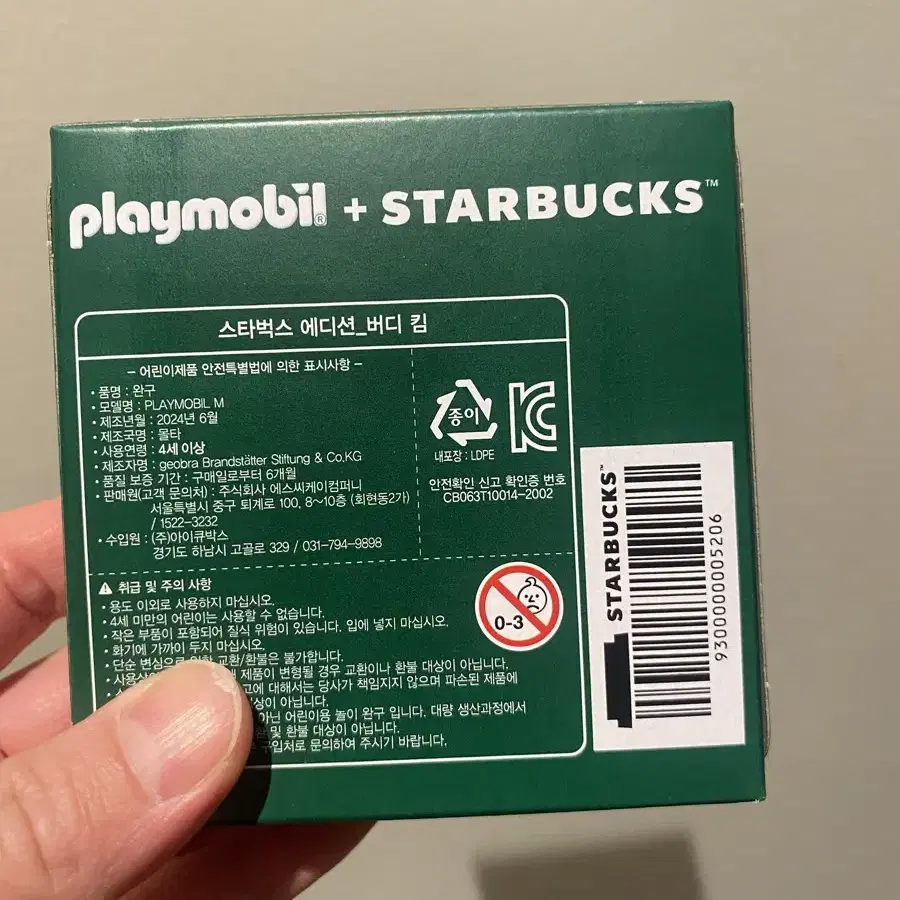 playmobil® + STARBUCKS™
스타벅스 에디션_버디 킴
- 어린이제품 안전특별법에 의한 표시사항 -
• 품명 : 완구
• 모델명 : PLAYMOBIL M
• 제조년월 : 2024년 6월
• 제조국명 : 몰타
• 사용연령 : 4세 이상
• 제조자명 : geobra Brandstätter Stiftung & Co.KG
품질 보증 기간 : 구매일로부터 6개월
• 판매원(고객 문의처) : 주식회사 에스씨케이컴퍼니
서울특별시 중구 퇴계로 100, 8~10층 (회현동2가)
/ 1522-3232
• 수입원 : (주)아이큐박스
경기도 하남시 고골로 329 / 031-794-9898
종이
내포장 : LDPE
안전확인 신고 확인증 번호
CB063T10014-2002
취급 및 주의 사항
• 용도 이외로 사용하지 마십시오.
• 4세 미만의 어린이는 사용할 수 없습니다.
• 작은 부품이 포함되어 질식 위험이 있습니다. 입에 넣지 마십시오.
• 화기에 가까이 두지 마십시오.
• 단순 변심으로 인한 교환/환불은 불가합니다.
• 사용상 제품이 변형될 경우 교환이나 환불 대상이 아닙니다.
고에 대해서는 당사가 책임지지 않으며 파손된 제품에
대상이 아닙니다.
아닌 어린이용 놀이 완구 입니다. 대량 생산과정에서
및 환불 대상이 아닙니다.
구입처로 문의하여 주시기 바랍니다.
0-3
STARBUCKS™
9300000005206